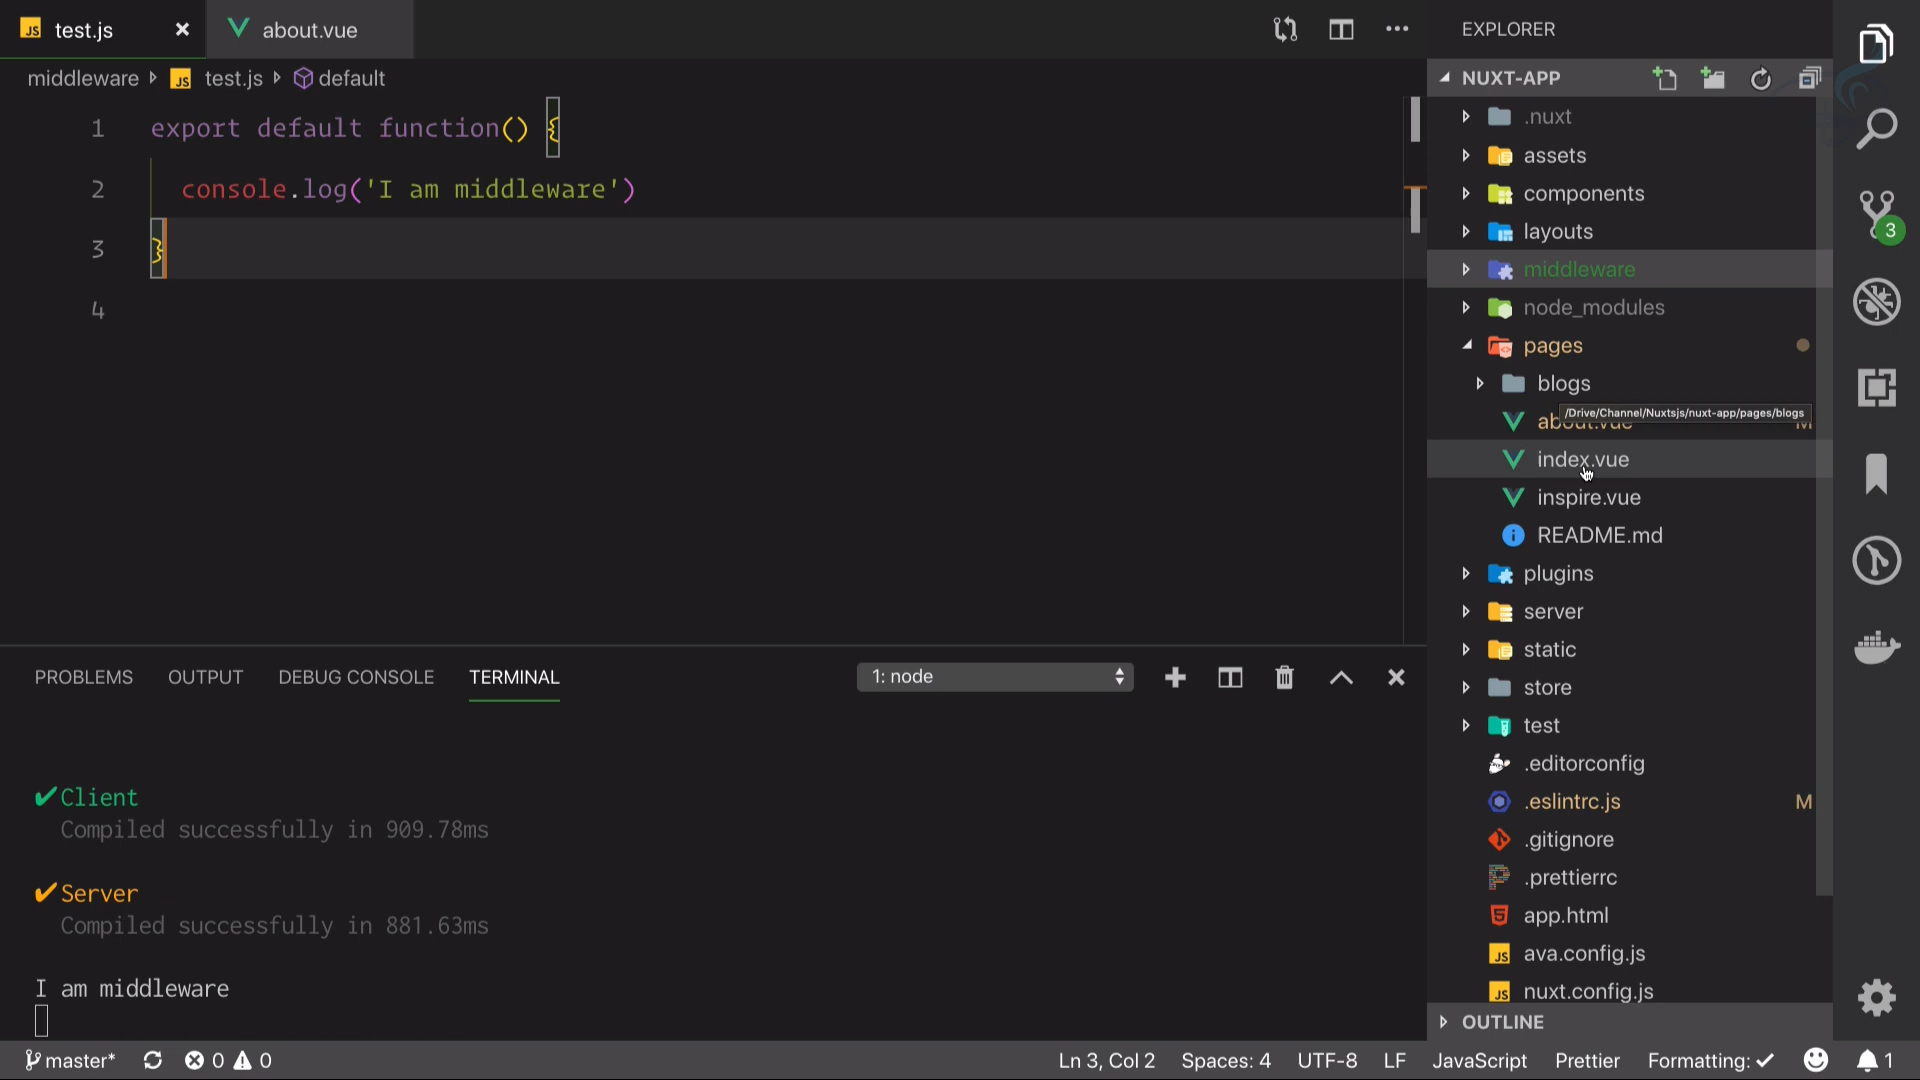 test.js
about.vue
middleware test.js default
1 export default function() {
2 console.log('I am middleware')
3 }
4
PROBLEMS OUTPUT DEBUG CONSOLE TERMINAL 1: node
✔Client
Compiled successfully in 909.78ms
✔Server
Compiled successfully in 881.63ms
I am middleware
EXPLORER
NUXT-APP
.nuxt
assets
components
layouts
middleware
node_modules
pages
blogs
/Drive/Channel/Nuxtsjs/nuxt-app/pages/blogs
about.vue M
index.vue
inspire.vue
README.md
plugins
server
static
store
test
.editorconfig
.eslintrc.js M
.gitignore
.prettierrc
app.html
ava.config.js
nuxt.config.js
OUTLINE
3
master* 0 0 Ln 3, Col 2 Spaces: 4 UTF-8 LF JavaScript Prettier Formatting: ✓ 1